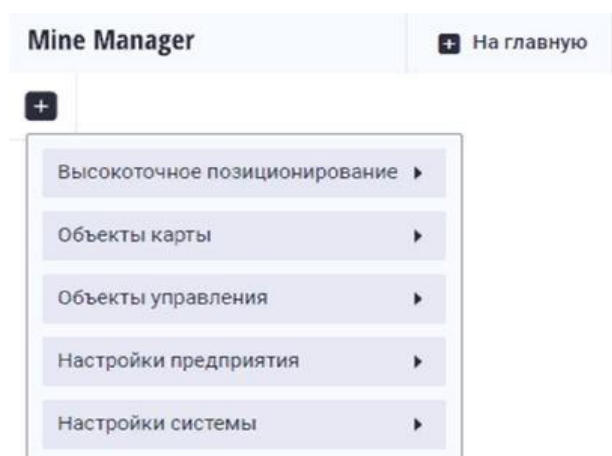 Mine Manager
На главную
Высокоточное позиционирование
Объекты карты
Объекты управления
Настройки предприятия
Настройки системы